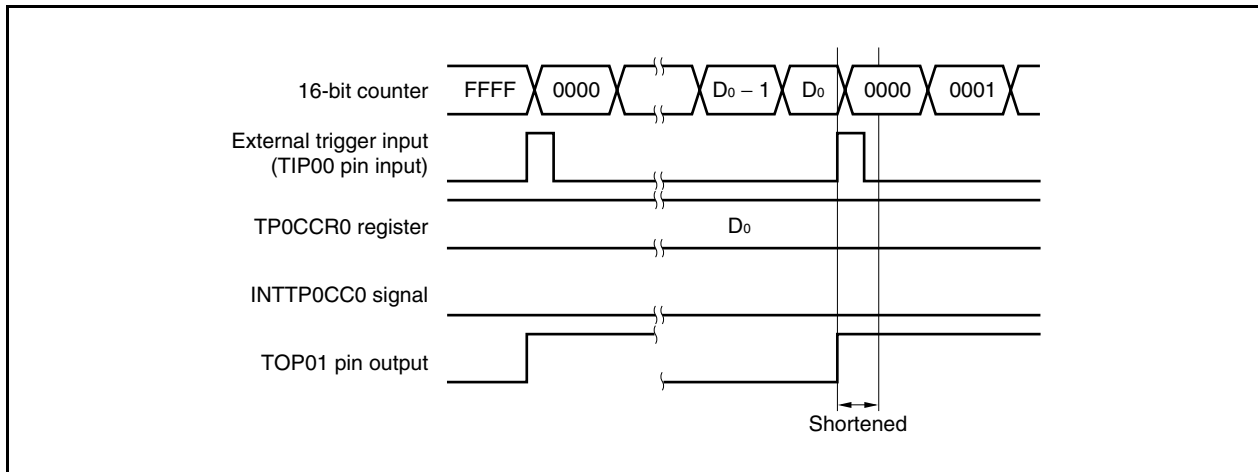 16-bit counter FFFF 0000 D0 − 1 D0 0000 0001
External trigger input
(TIP00 pin input)
TP0CCR0 register D0
INTTP0CC0 signal
TOP01 pin output
Shortened